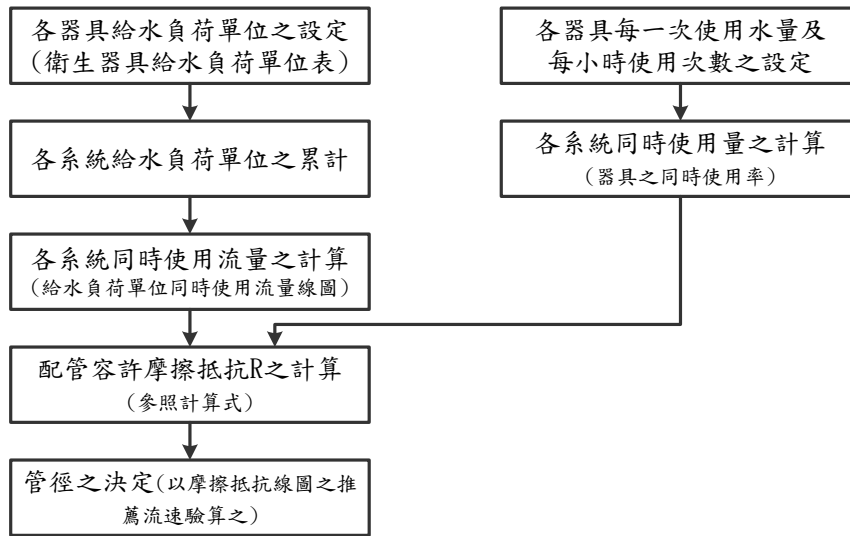 各器具給水負荷單位之設定
(衛生器具給水負荷單位表)
各系統給水負荷單位之累計
各系統同時使用流量之計算
(給水負荷單位同時使用流量線圖)
各器具每一次使用水量及
每小時使用次數之設定
各系統同時使用量之計算
(器具之同時使用率)
配管容許摩擦抵抗R之計算
(參照計算式)
管徑之決定(以摩擦抵抗線圖之推
薦流速驗算之)